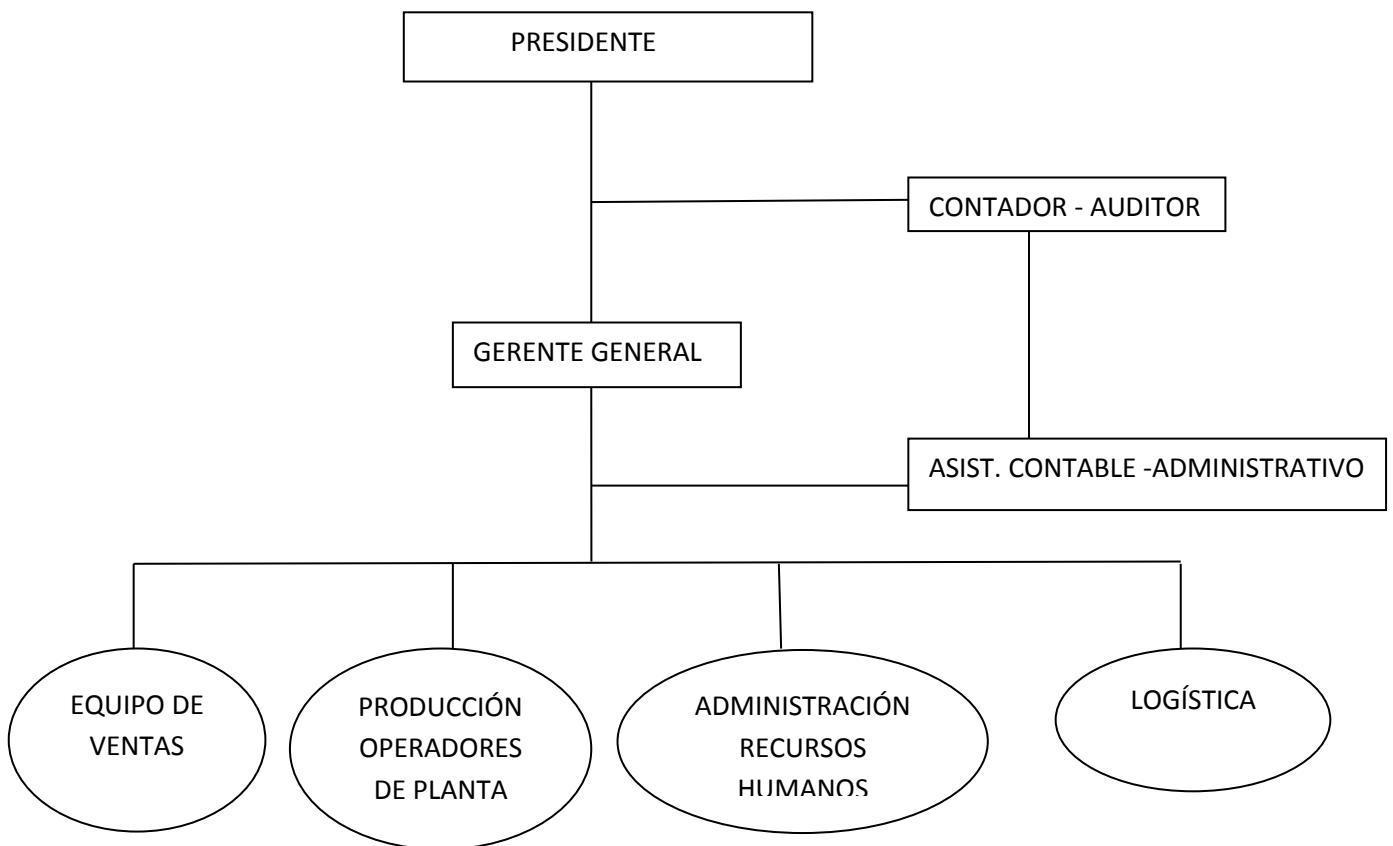 PRESIDENTE
CONTADOR - AUDITOR
GERENTE GENERAL
ASIST. CONTABLE -ADMINISTRATIVO
EQUIPO DE
VENTAS
PRODUCCIÓN
OPERADORES
DE PLANTA
ADMINISTRACIÓN
RECURSOS
HUMANOS
LOGÍSTICA